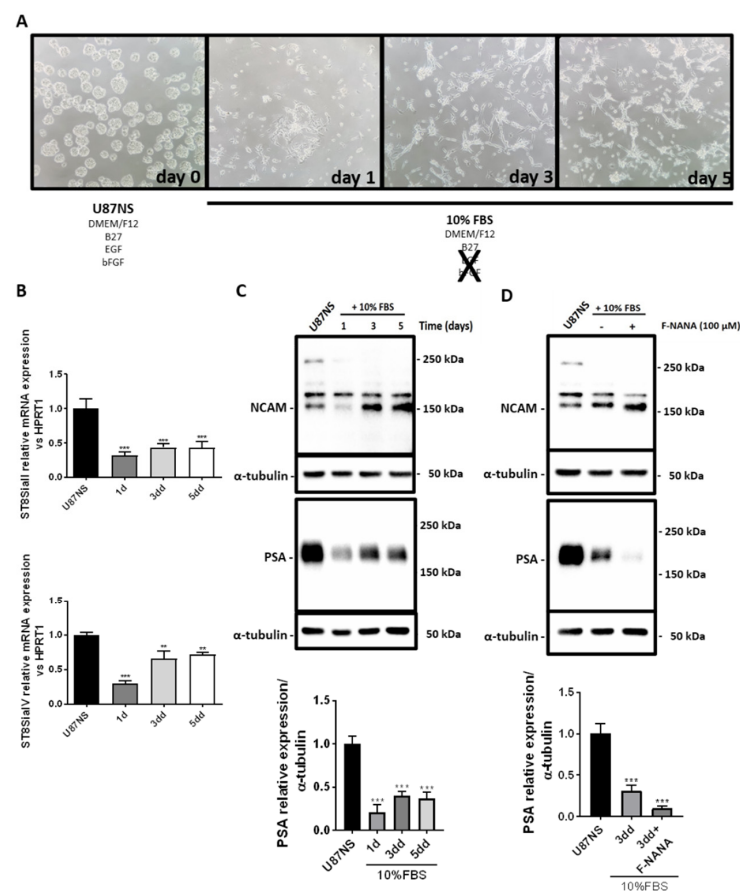 A
day 0
day 1
day 3
day 5
U87NS
DMEM/F12
B27
EGF
bFGF
10% FBS
DMEM/F12
B27
EGF
bFGF
B
ST8SiaII relative mRNA expression
vs HPRT1
1.5
1.0
0.5
0.0
***
***
***
U87NS
1d
3dd
5dd
ST8SiaIV relative mRNA expression
vs HPRT1
1.5
1.0
0.5
0.0
***
**
**
U87NS
1d
3dd
5dd
C
U87NS
+ 10% FBS
1 3 5 Time (days)
- 250 kDa
NCAM
- 150 kDa
α-tubulin - 50 kDa
250 kDa
PSA -
150 kDa
α-tubulin - 50 kDa
PSA relative expression/
α-tubulin
1.5
1.0
0.5
0.0
***
***
***
U87NS
1d
3dd
5dd
10%FBS
D
U87NS
+ 10% FBS
- + F-NANA (100 μM)
- 250 kDa
NCAM -
- 150 kDa
α-tubulin - - 50 kDa
- 250 kDa
PSA -
- 150 kDa
α-tubulin - - 50 kDa
PSA relative expression/
α-tubulin
1.5
1.0
0.5
0.0
***
***
U87NS
3dd
3dd+
F-NANA
10%FBS